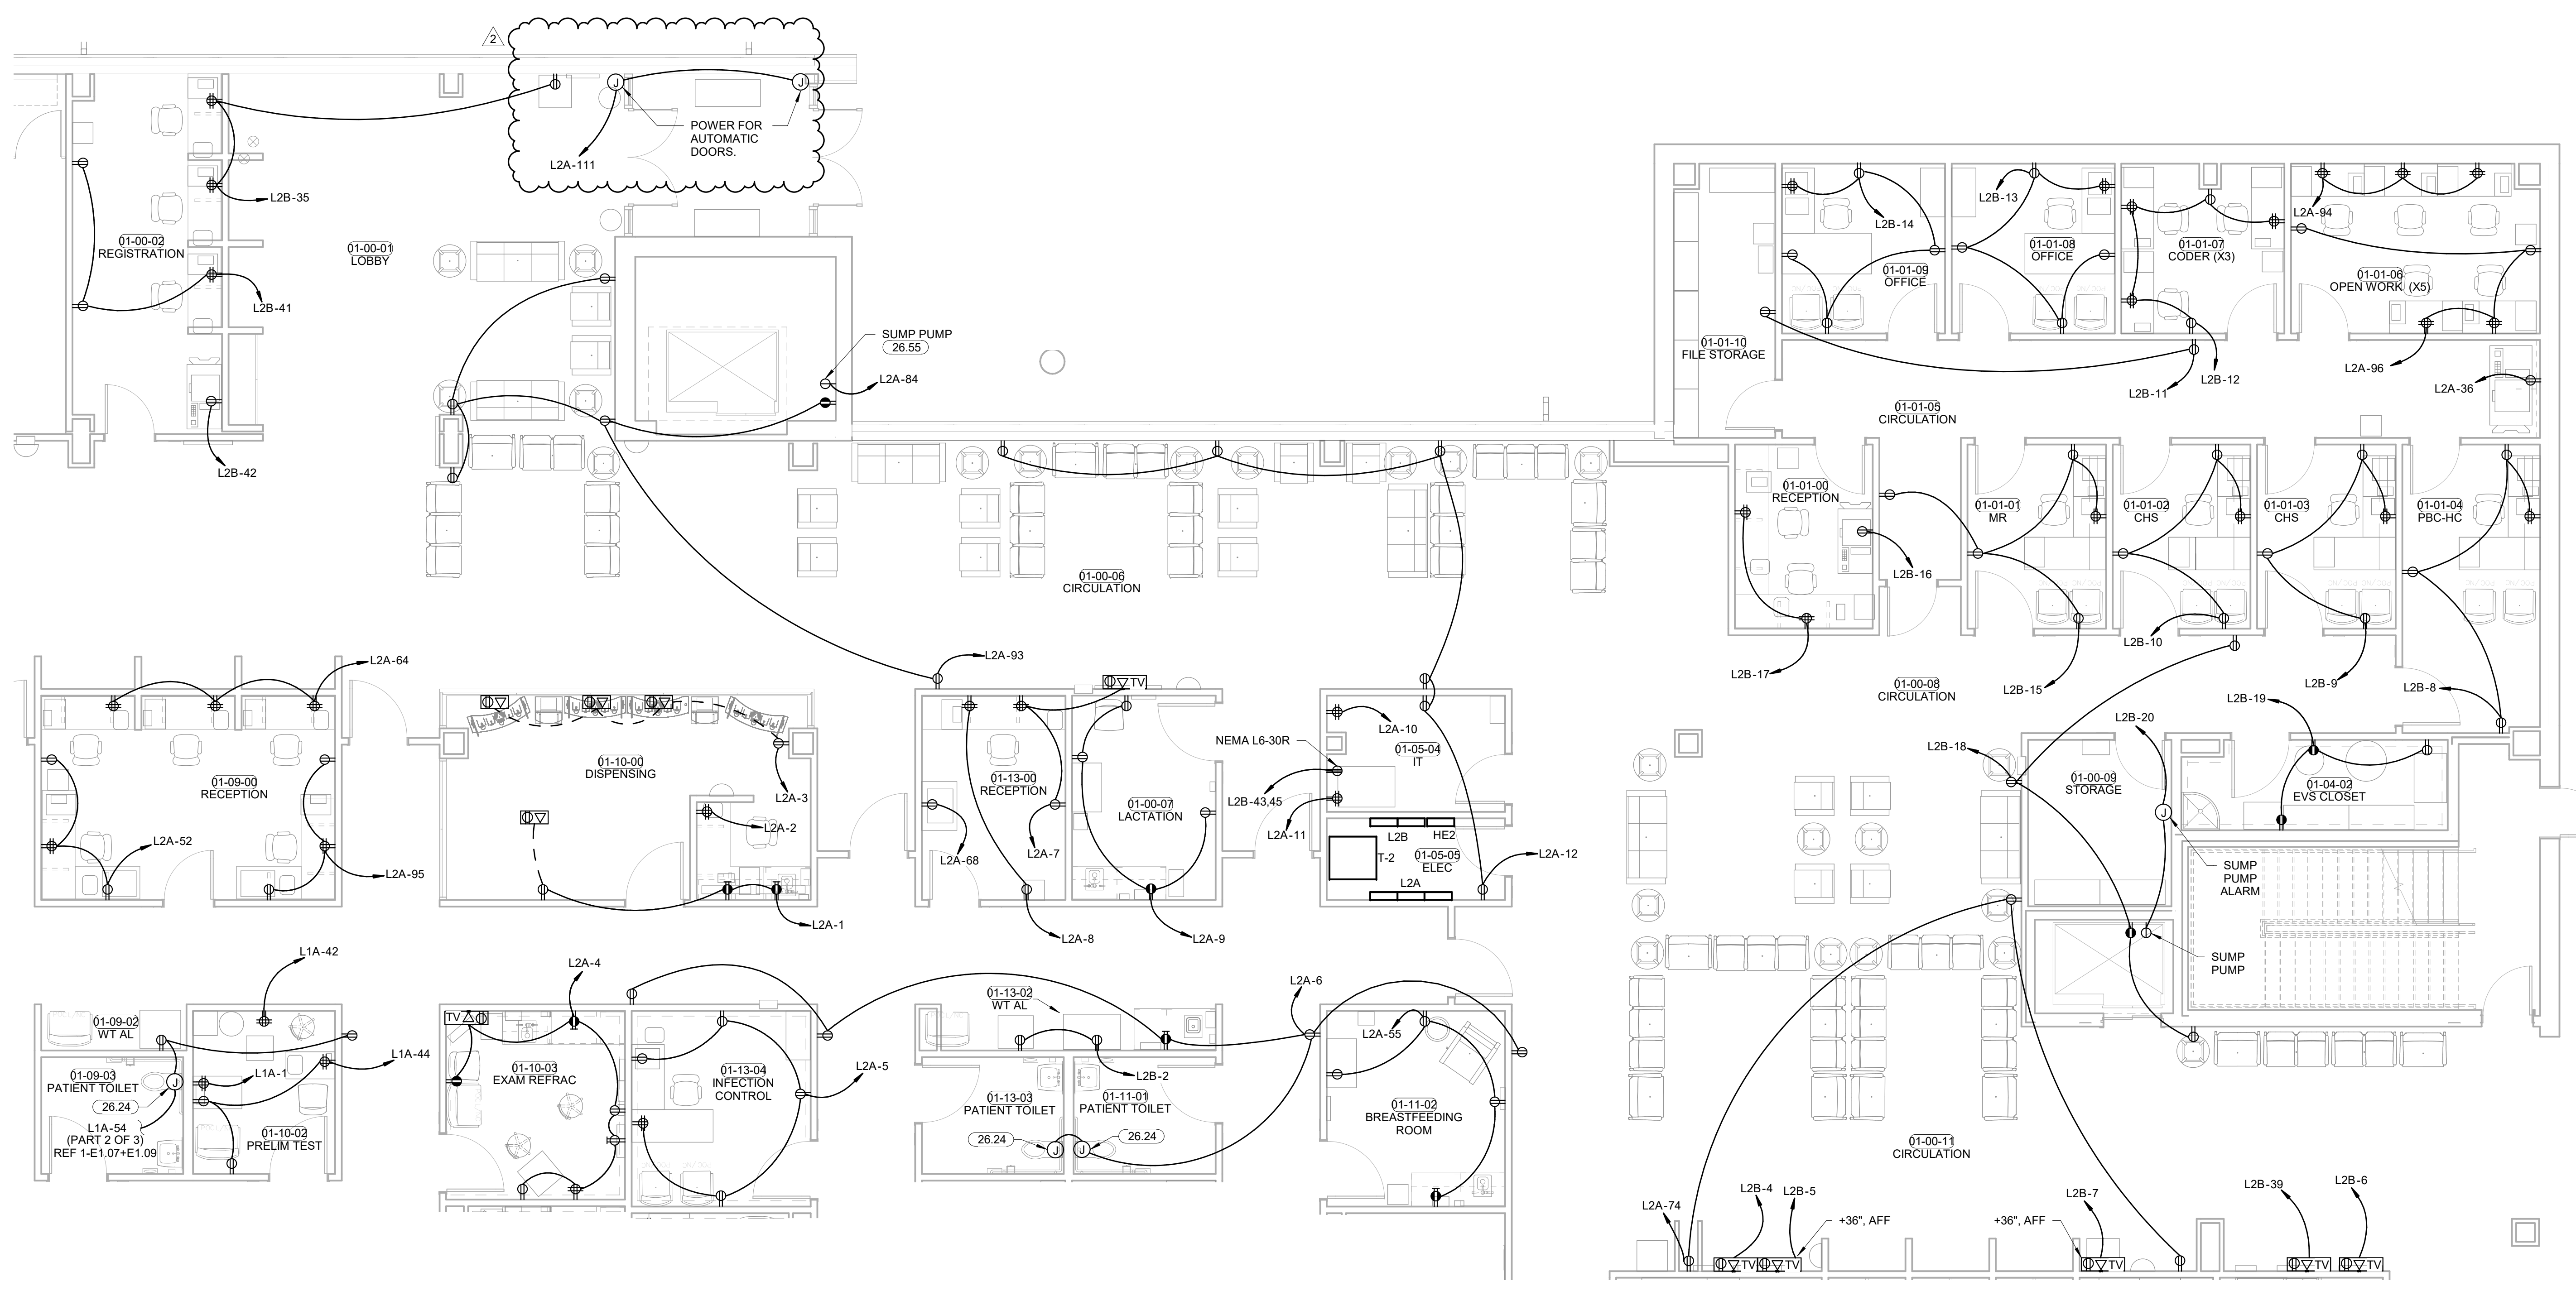 2
POWER FOR
AUTOMATIC
DOORS.
L2A-111
L2B-35
01-00-02
REGISTRATION
01-00-01
LOBBY
L2B-41
L2B-42
SUMP PUMP
26.55
L2A-84
L2B-14
L2B-13
01-01-09
OFFICE
01-01-08
OFFICE
01-01-07
CODER (X3)
L2A-94
01-01-06
OPEN WORK (X5)
01-01-10
FILE STORAGE
L2B-11
L2B-12
L2A-96
L2A-36
01-01-05
CIRCULATION
01-01-00
RECEPTION
L2B-16
L2B-17
01-01-01
MR
01-01-02
CHS
01-01-03
CHS
01-01-04
PBC-HC
L2B-15
L2B-10
L2B-9
L2B-8
01-00-06
CIRCULATION
01-00-08
CIRCULATION
L2A-64
01-09-00
RECEPTION
L2A-52
L2A-95
01-10-00
DISPENSING
L2A-3
L2A-2
L2A-1
L2A-93
TV
01-13-00
RECEPTION
L2A-68
L2A-7
L2A-8
01-00-07
LACTATION
L2A-9
L2A-10
NEMA L6-30R
01-05-04
IT
L2B-43,45
L2A-11
L2B
HE2
T-2
01-05-05
ELEC
L2A
L2A-12
L2B-18
L2B-20
01-00-09
STORAGE
J
SUMP
PUMP
ALARM
SUMP
PUMP
L2B-19
01-04-02
EVS CLOSET
L1A-42
01-09-02
WT AL
01-09-03
PATIENT TOILET
J
26.24
L1A-54
(PART 2 OF 3)
REF 1-E1.07+E1.09
L1A-1
L1A-44
01-10-02
PRELIM TEST
L2A-4
TV
01-10-03
EXAM REFRAC
01-13-04
INFECTION
CONTROL
L2A-5
01-13-02
WT AL
L2B-2
01-13-03
PATIENT TOILET
01-11-01
PATIENT TOILET
26.24
J
J
26.24
L2A-6
L2A-55
01-11-02
BREASTFEEDING
ROOM
01-00-11
CIRCULATION
L2A-74
L2B-4
L2B-5
+36", AFF
TV
TV
+36", AFF
L2B-7
TV
L2B-39
L2B-6
TV
TV
J
J